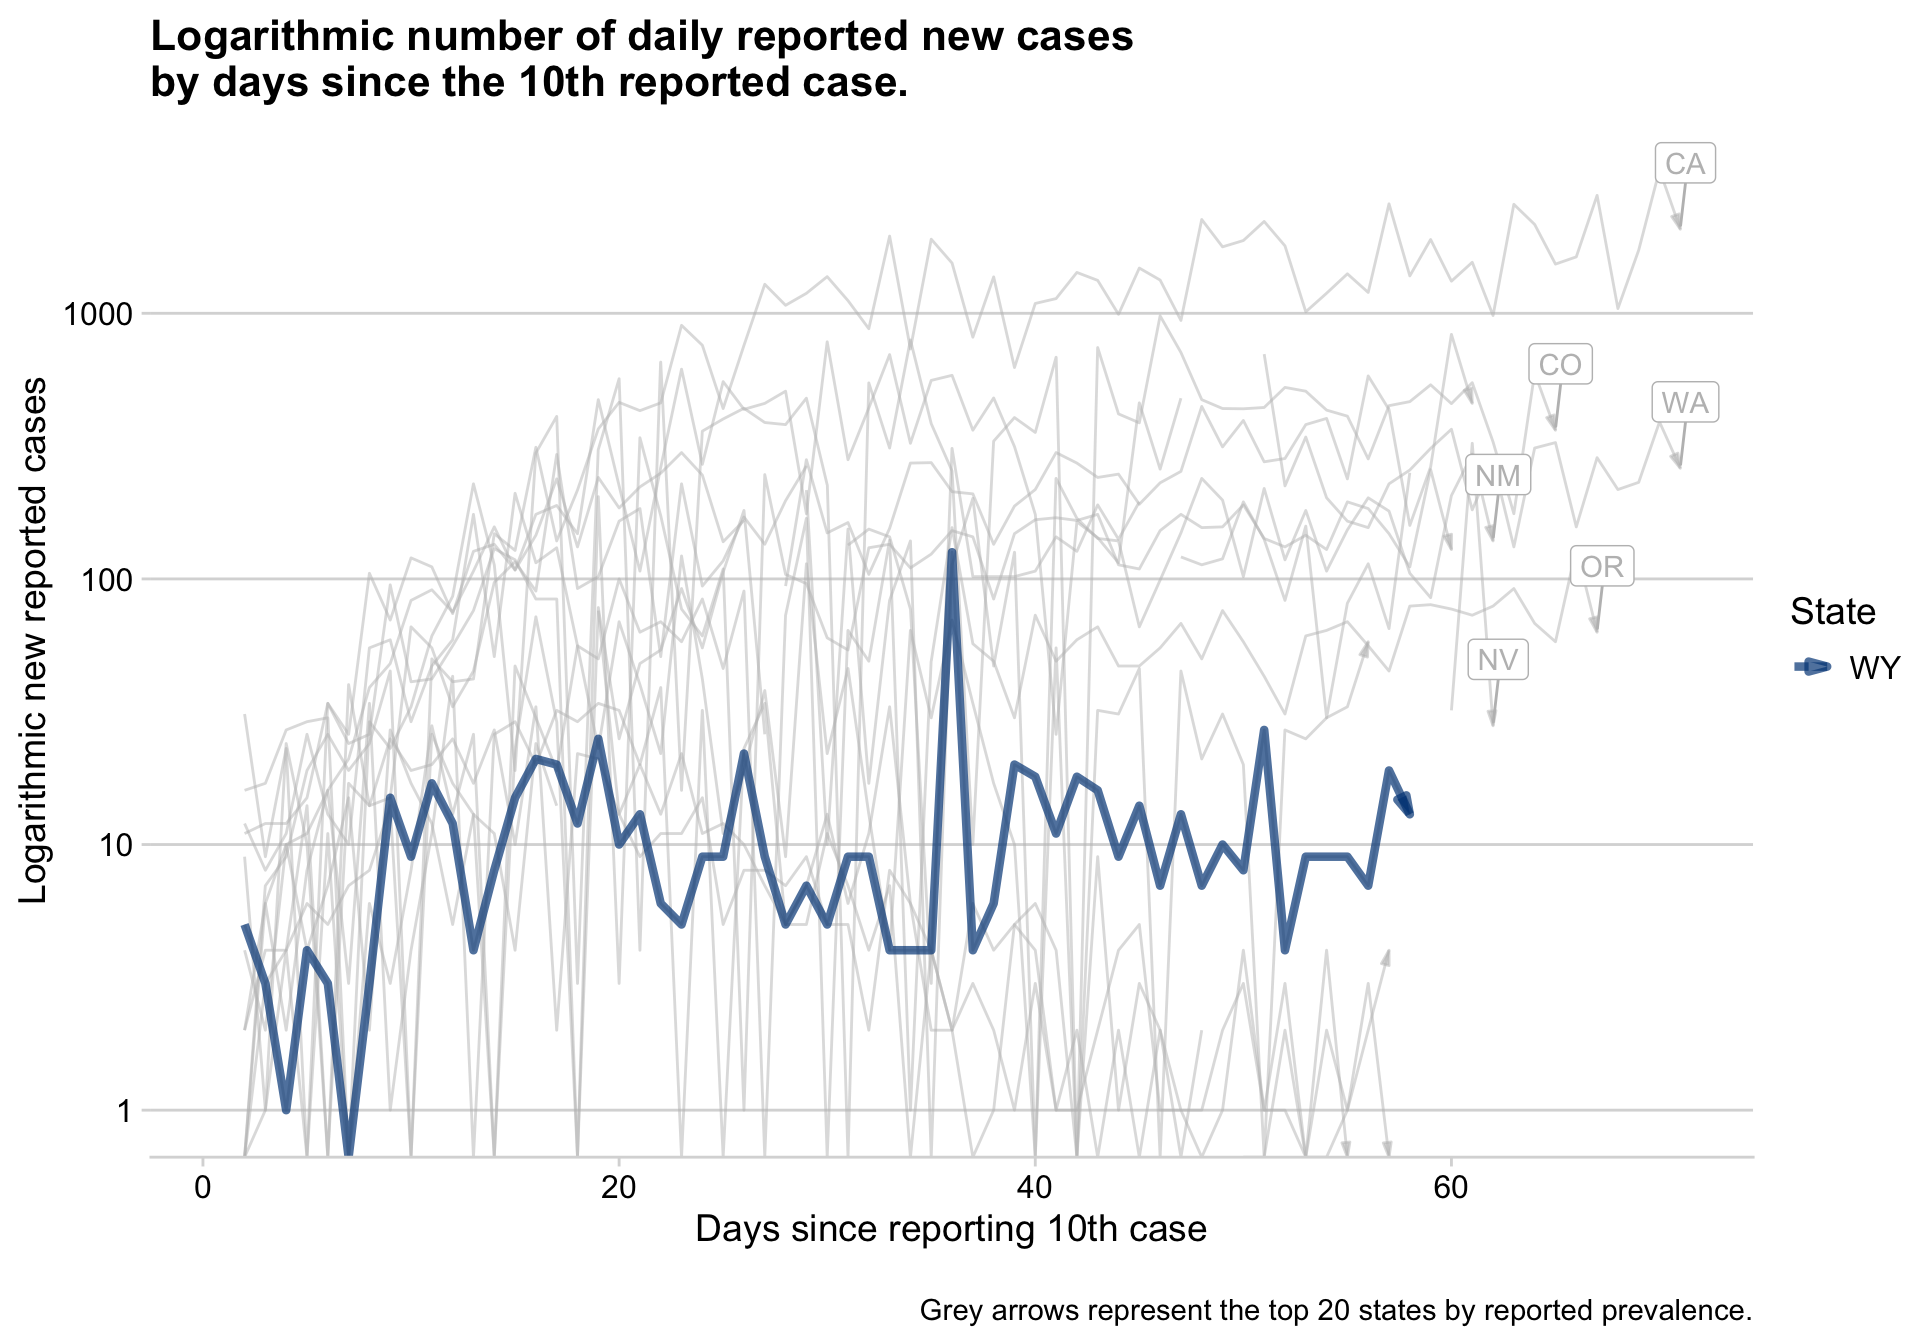 Logarithmic number of daily reported new cases
by days since the 10th reported case.
Logarithmic new reported cases
1000
100
10
1
CA
CO
WA
NM
OR
NV
State
WY
0
20
40
60
Days since reporting 10th case
Grey arrows represent the top 20 states by reported prevalence.